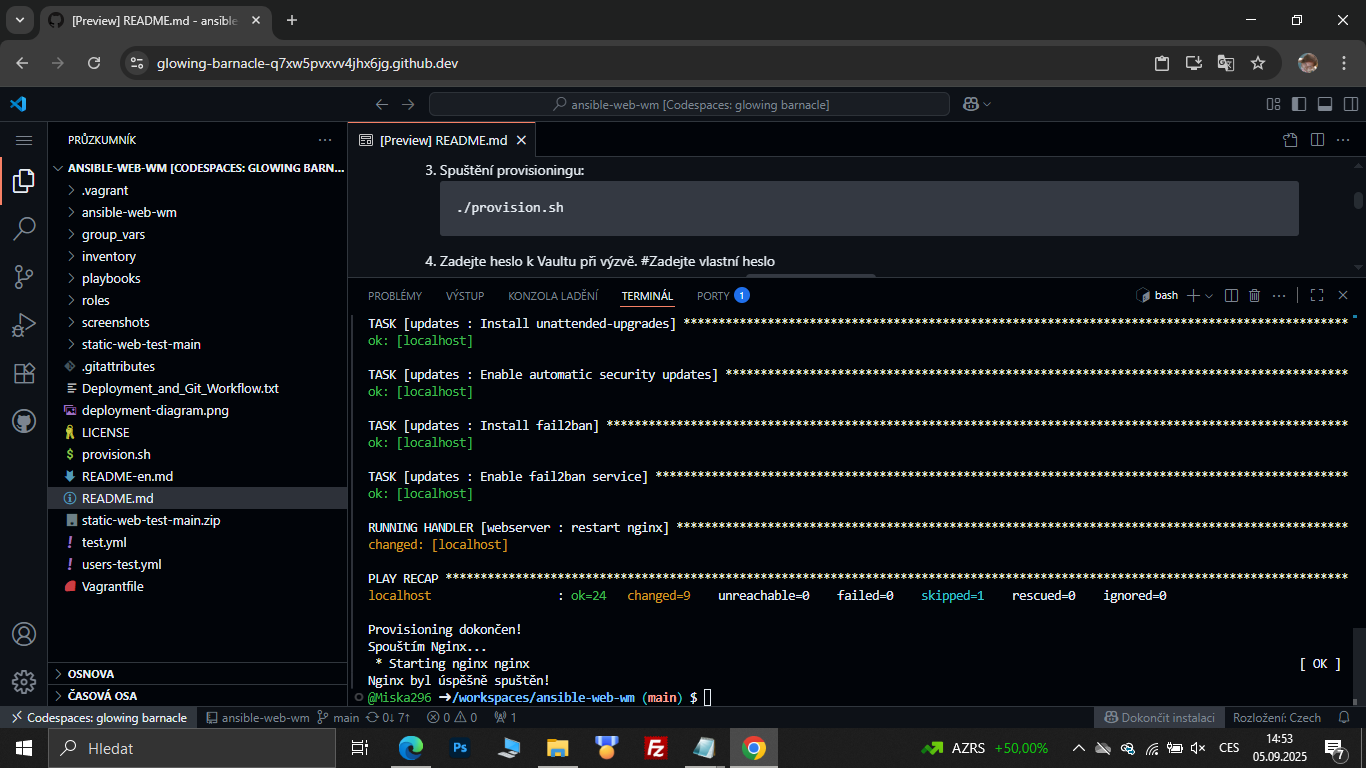 [Preview] README.md - ansible
glowing-barnacle-q7xw5pvxvv4jhx6jg.github.dev
ansible-web-wm [Codespaces: glowing barnacle]
PRŮZKUMNÍK
ANSIBLE-WEB-WM [CODESPACES: GLOWING BARN...
.vagrant
ansible-web-wm
group_vars
inventory
playbooks
roles
screenshots
static-web-test-main
.gitattributes
Deployment_and_Git_Workflow.txt
deployment-diagram.png
LICENSE
provision.sh
README-en.md
README.md
static-web-test-main.zip
test.yml
users-test.yml
Vagrantfile
OSNOVA
ČASOVÁ OSA
[Preview] README.md
3. Spuštění provisioningu:
./provision.sh
4. Zadejte heslo k Vaultu při výzvě. #Zadejte vlastní heslo
PROBLÉMY VÝSTUP KONZOLA LADĚNÍ TERMINÁL PORTY 1
bash
TASK [updates : Install unattended-upgrades] ***********************************************************************************************
ok: [localhost]
TASK [updates : Enable automatic security updates] *****************************************************************************************
ok: [localhost]
TASK [updates : Install fail2ban] **********************************************************************************************************
ok: [localhost]
TASK [updates : Enable fail2ban service] ***************************************************************************************************
ok: [localhost]
RUNNING HANDLER [webserver : restart nginx] ************************************************************************************************
changed: [localhost]
PLAY RECAP *********************************************************************************************************************************
localhost : ok=24 changed=9 unreachable=0 failed=0 skipped=1 rescued=0 ignored=0
Provisioning dokončen!
Spouštím Nginx...
* Starting nginx nginx [ OK ]
Nginx byl úspěšně spuštěn!
@Miska296 ➜/workspaces/ansible-web-wm (main) $
Codespaces: glowing barnacle ansible-web-wm main 0↓ 7↑ 0 0 1 Dokončit instalaci Rozložení: Czech
Hledat
Ps
Fz
AZRS +50,00%
CES
14:53
05.09.2025
7